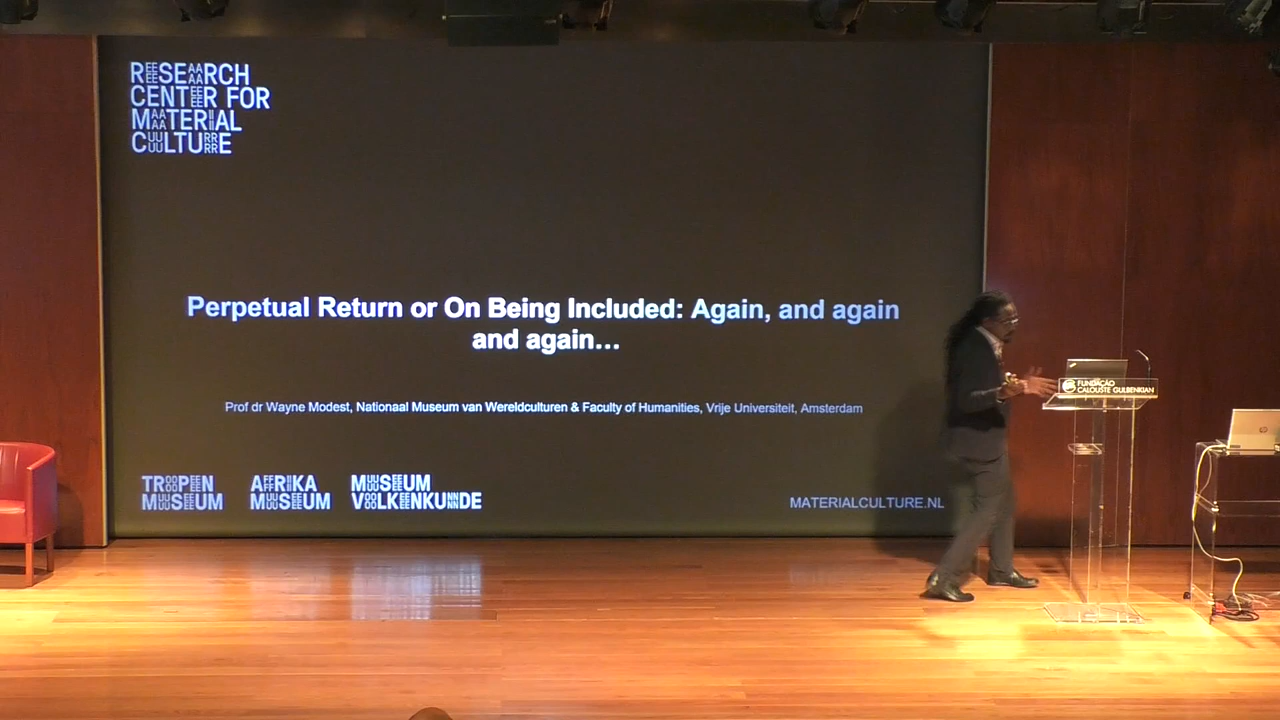 RESEARCH
CENTER FOR
MATERIAL
CULTURE
Perpetual Return or On Being Included: Again, and again
and again...
Prof dr Wayne Modest, Nationaal Museum van Wereldculturen & Faculty of Humanities, Vrije Universiteit, Amsterdam
TROPEN
MUSEUM
AFRIKA
MUSEUM
MUSEUM
VOLKENKUNDE
MATERIALCULTURE.NL
FUNDAÇÃO
CALOUSTE GULBENKIAN